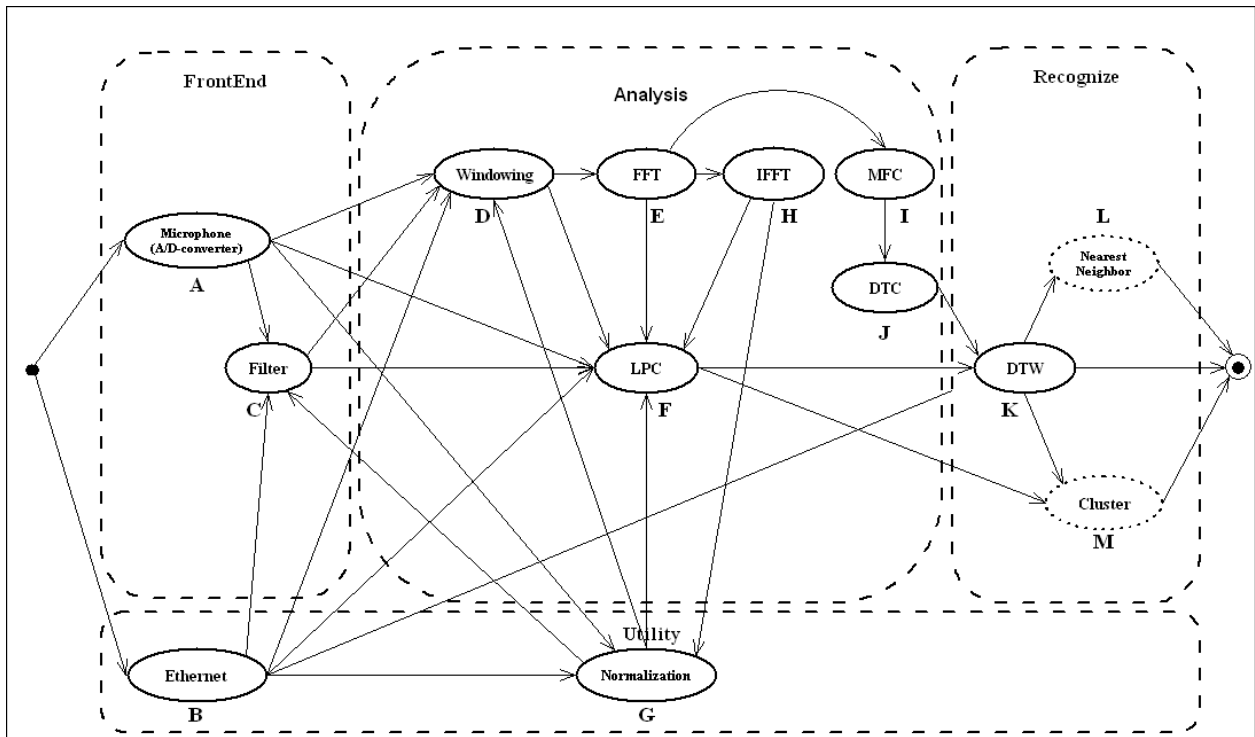 FrontEnd
Analysis
Recognize
Windowing
D
FFT
E
IFFT
H
MFC
I
L
Microphone
(A/D-converter)
A
Nearest
Neighbor
DTC
J
Filter
C
LPC
F
DTW
K
Cluster
M
Utility
Ethernet
B
Normalization
G